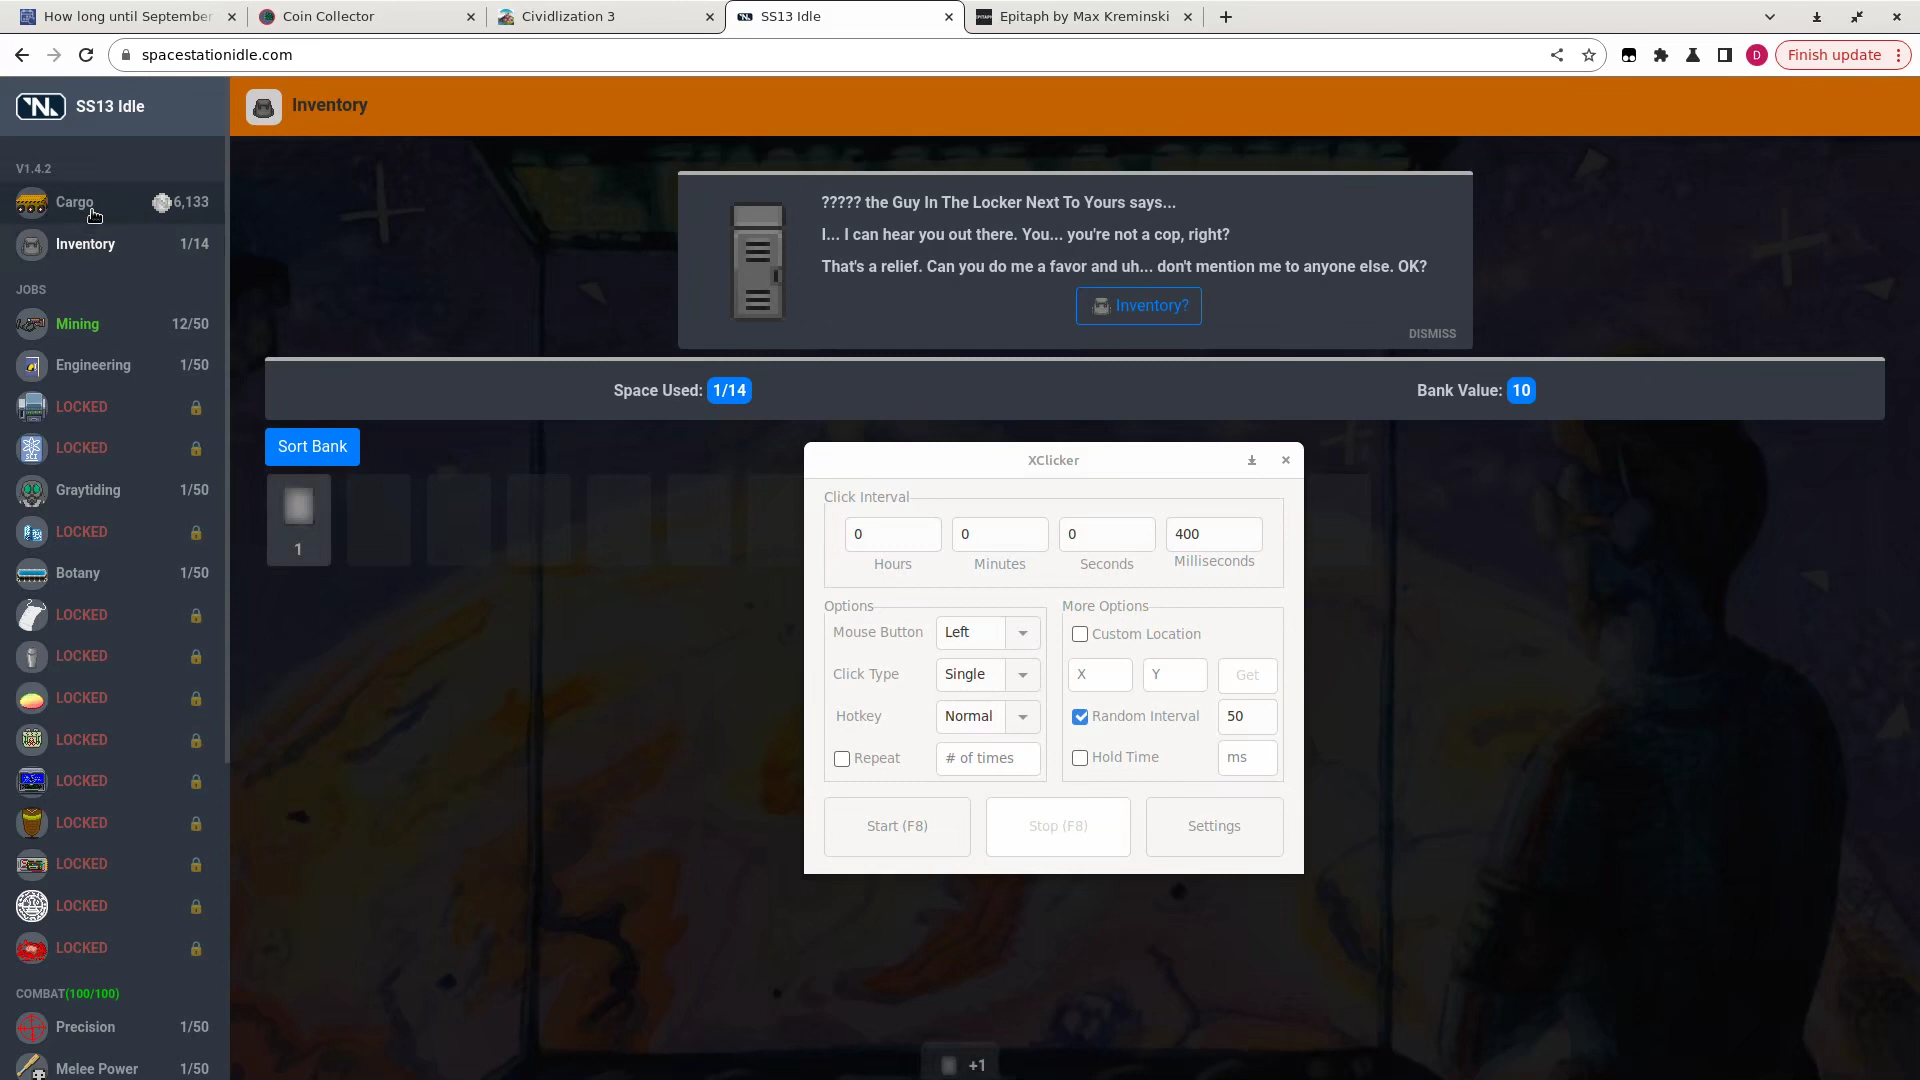 How long until September
Coin Collector
Cividlization 3
SS13 Idle
Epitaph by Max Kreminski
spacestationidle.com
D
Finish update
SS13 Idle
Inventory
V1.4.2
Cargo 6,133
Inventory 1/14
JOBS
Mining 12/50
Engineering 1/50
LOCKED
LOCKED
Graytiding 1/50
LOCKED
Botany 1/50
LOCKED
LOCKED
LOCKED
LOCKED
LOCKED
LOCKED
LOCKED
LOCKED
LOCKED
COMBAT(100/100)
Precision 1/50
Melee Power 1/50
????? the Guy In The Locker Next To Yours says...
I... I can hear you out there. You... you're not a cop, right?
That's a relief. Can you do me a favor and uh... don't mention me to anyone else. OK?
Inventory?
DISMISS
Space Used: 1/14
Bank Value: 10
Sort Bank
1
XClicker
Click Interval
0 0 0 400
Hours Minutes Seconds Milliseconds
Options
Mouse Button Left
Click Type Single
Hotkey Normal
Repeat # of times
More Options
Custom Location
X Y Get
Random Interval 50
Hold Time ms
Start (F8) Stop (F8) Settings
+1